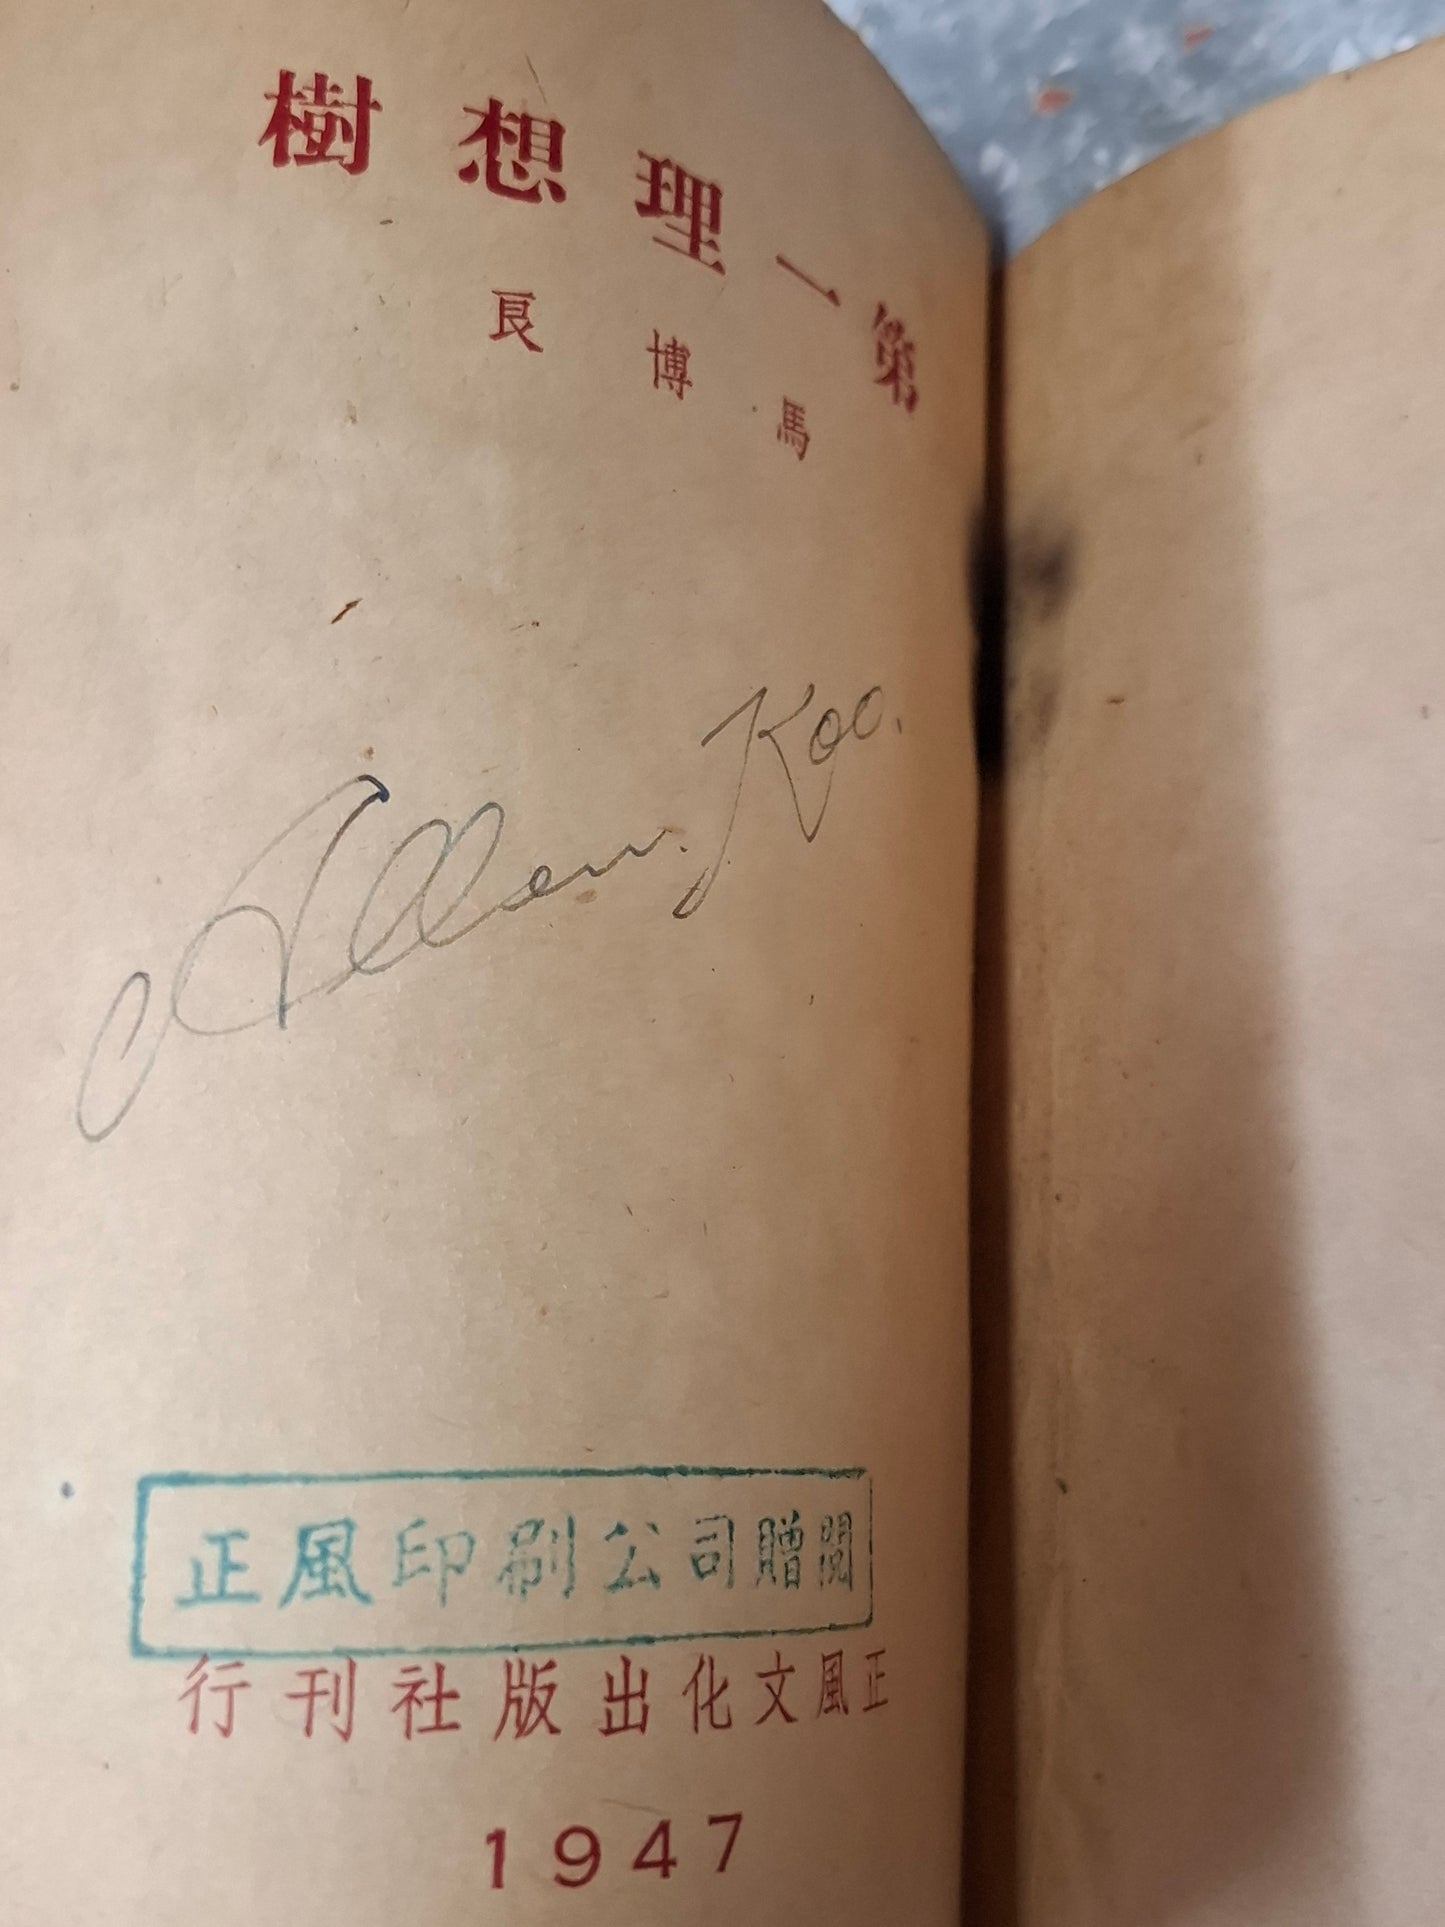 第一理想樹
馬博良
Allen. Koo.
正風印刷公司贈閱
正風文化出版社刊行
1947